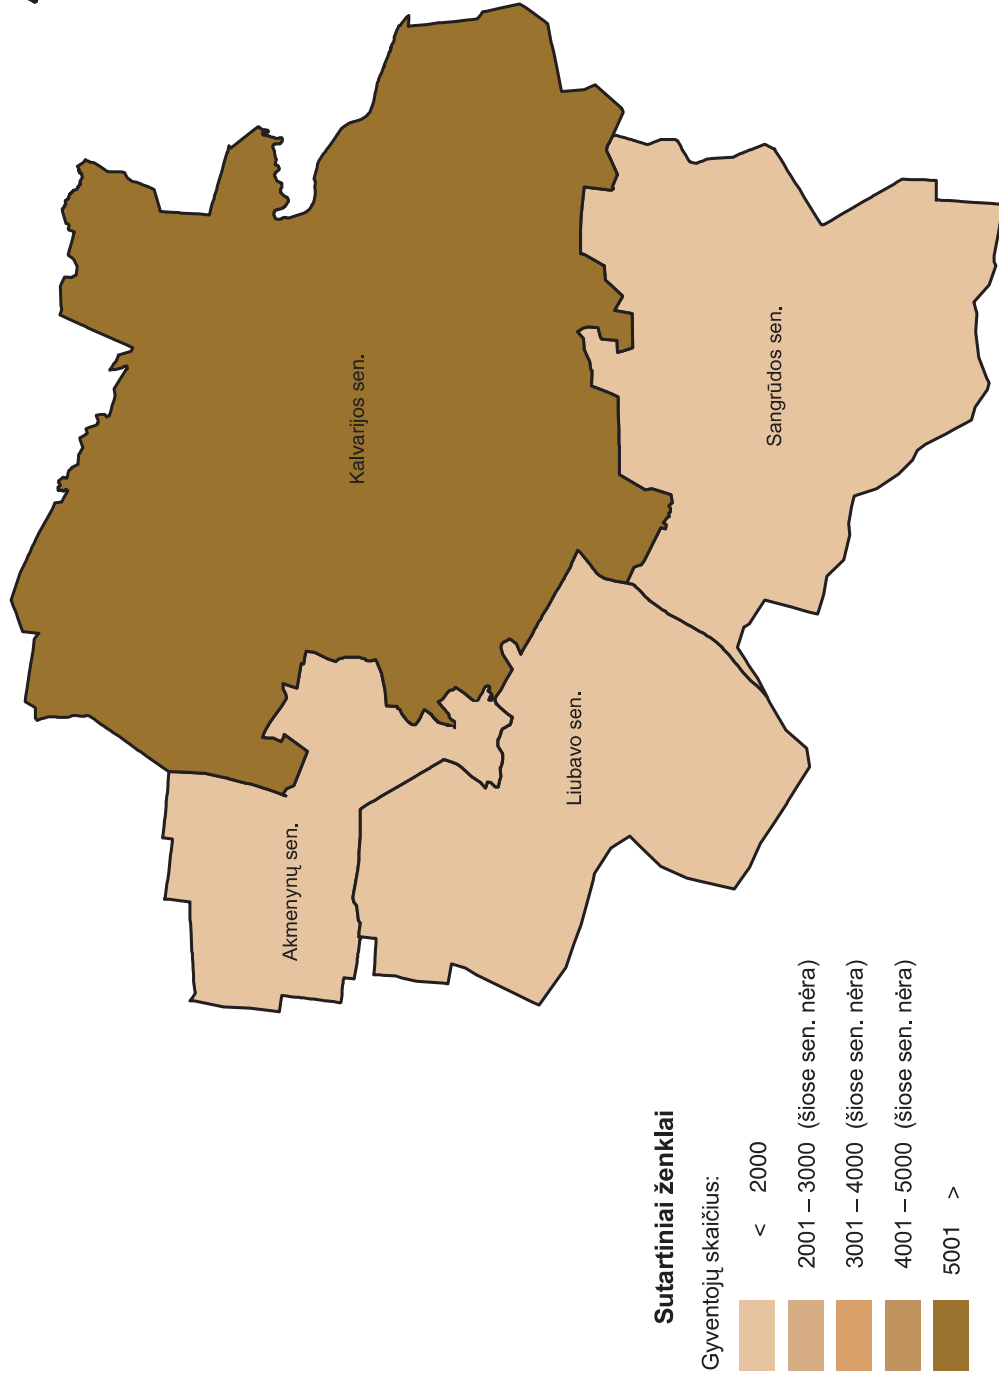 Kalvarijos sen.
Sangrūdos sen.
Akmenynų sen.
Liubavo sen.
Sutartiniai ženklai
Gyventojų skaičius:
< 2000
2001 – 3000 (šiose sen. nėra)
3001 – 4000 (šiose sen. nėra)
4001 – 5000 (šiose sen. nėra)
5001 >